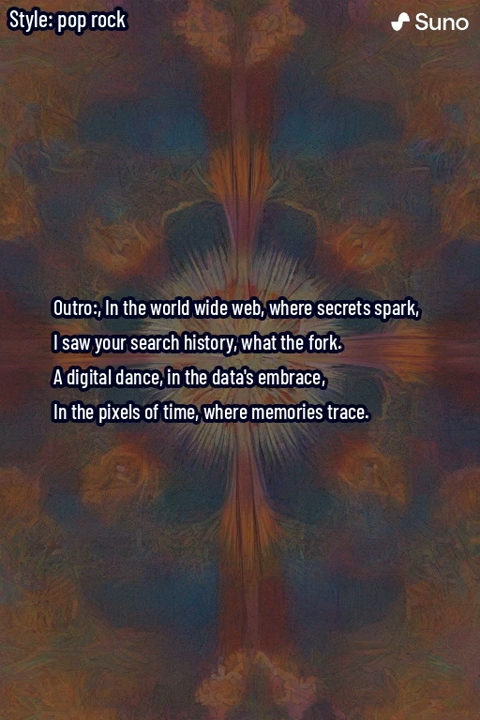 Style: pop rock
Suno
Outro:, In the world wide web, where secrets spark,
I saw your search history, what the fork.
A digital dance, in the data's embrace,
In the pixels of time, where memories trace.